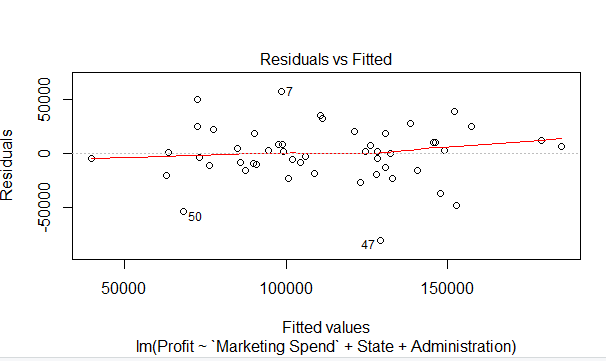 Residuals vs Fitted
Residuals
50000
0
-50000
7
50
47
50000
100000
150000
Fitted values
lm(Profit ~ `Marketing Spend` + State + Administration)